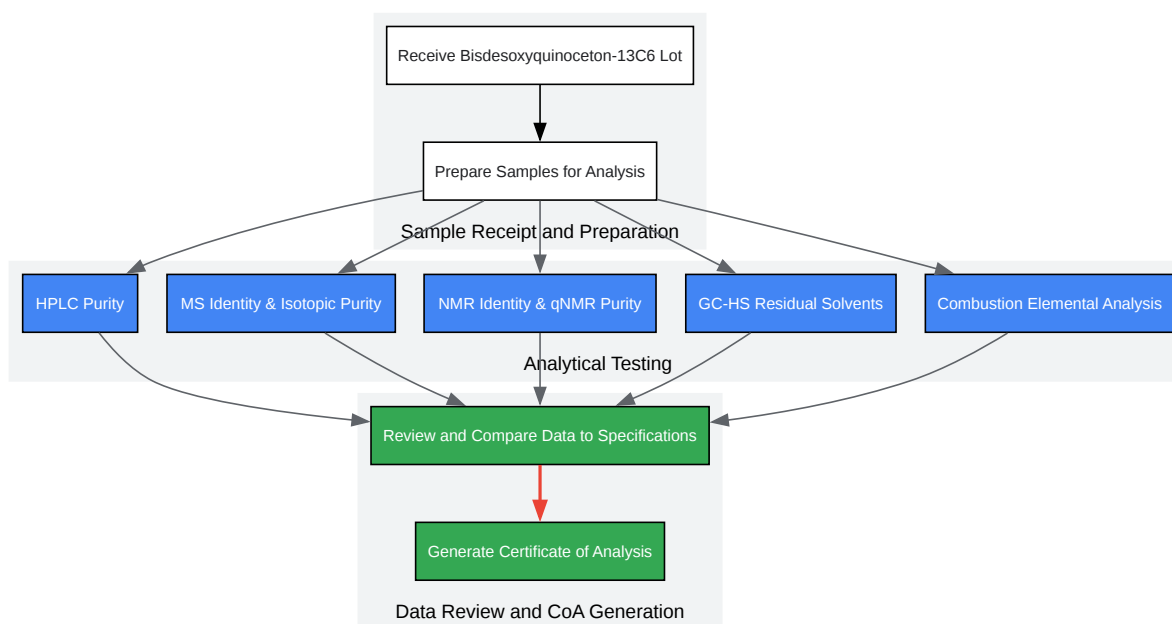 Receive Bisdesoxyquinoceton-13C6 Lot
Prepare Samples for Analysis
Sample Receipt and Preparation
HPLC Purity
MS Identity & Isotopic Purity
NMR Identity & qNMR Purity
GC-HS Residual Solvents
Combustion Elemental Analysis
Analytical Testing
Review and Compare Data to Specifications
Generate Certificate of Analysis
Data Review and CoA Generation